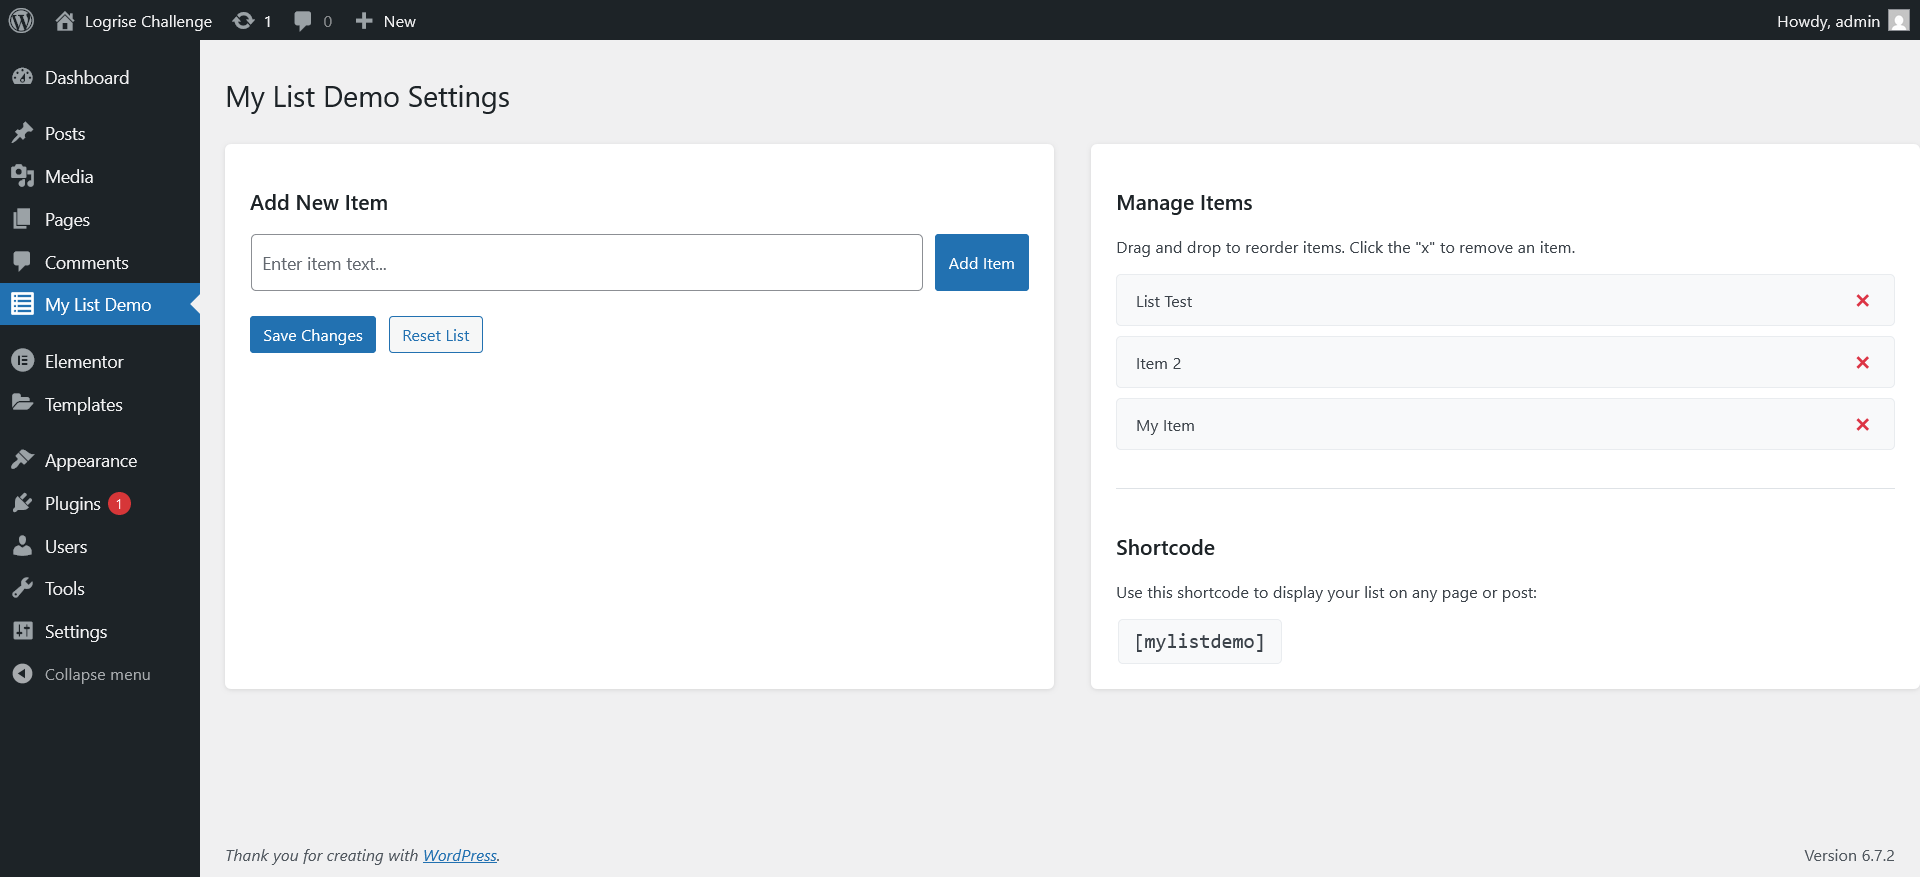 Logrise Challenge 1 0 New Howdy, admin
Dashboard
Posts
Media
Pages
Comments
My List Demo
Elementor
Templates
Appearance
Plugins 1
Users
Tools
Settings
Collapse menu
My List Demo Settings
Add New Item
Enter item text...
Add Item
Save Changes
Reset List
Manage Items
Drag and drop to reorder items. Click the "x" to remove an item.
List Test
Item 2
My Item
Shortcode
Use this shortcode to display your list on any page or post:
[mylistdemo]
Thank you for creating with WordPress.
Version 6.7.2